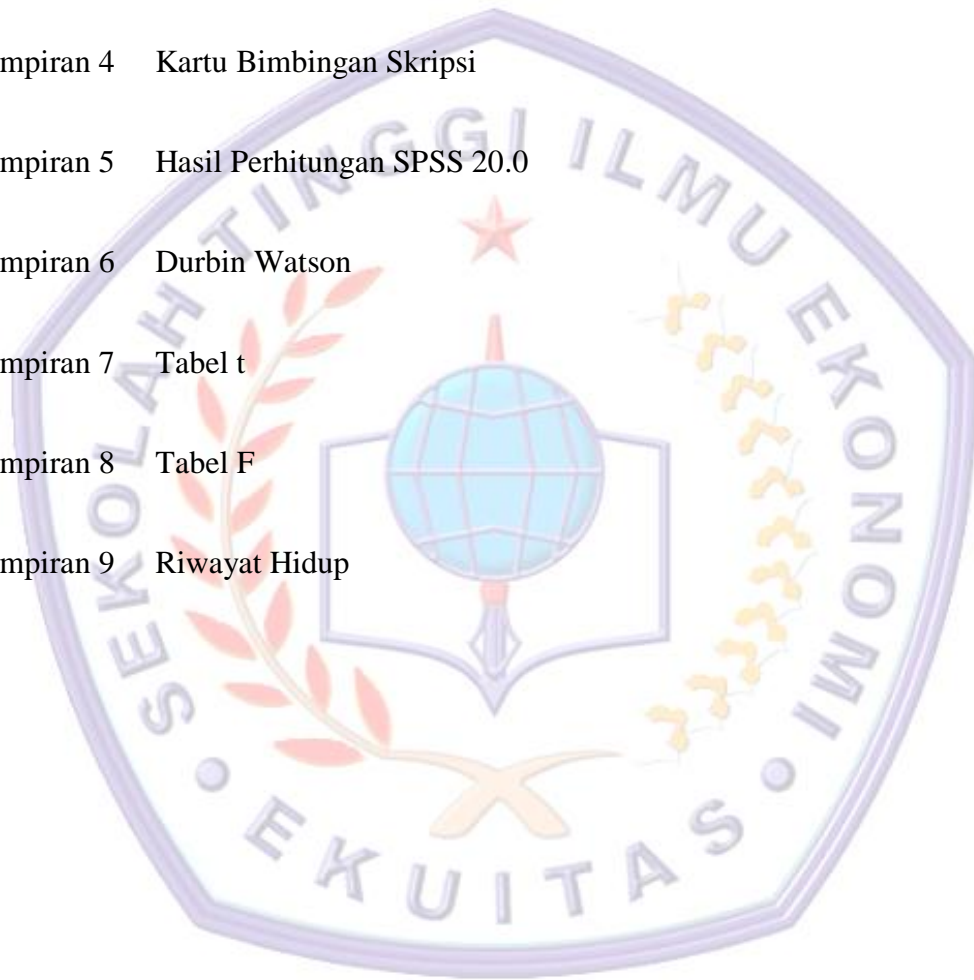 mpiran 4 Kartu Bimbingan Skripsi
mpiran 5 Hasil Perhitungan SPSS 20.0
mpiran 6 Durbin Watson
mpiran 7 Tabel t
mpiran 8 Tabel F
mpiran 9 Riwayat Hidup
SEKOLAH TINGGI ILMU EKONOMI
• EKUITAS •